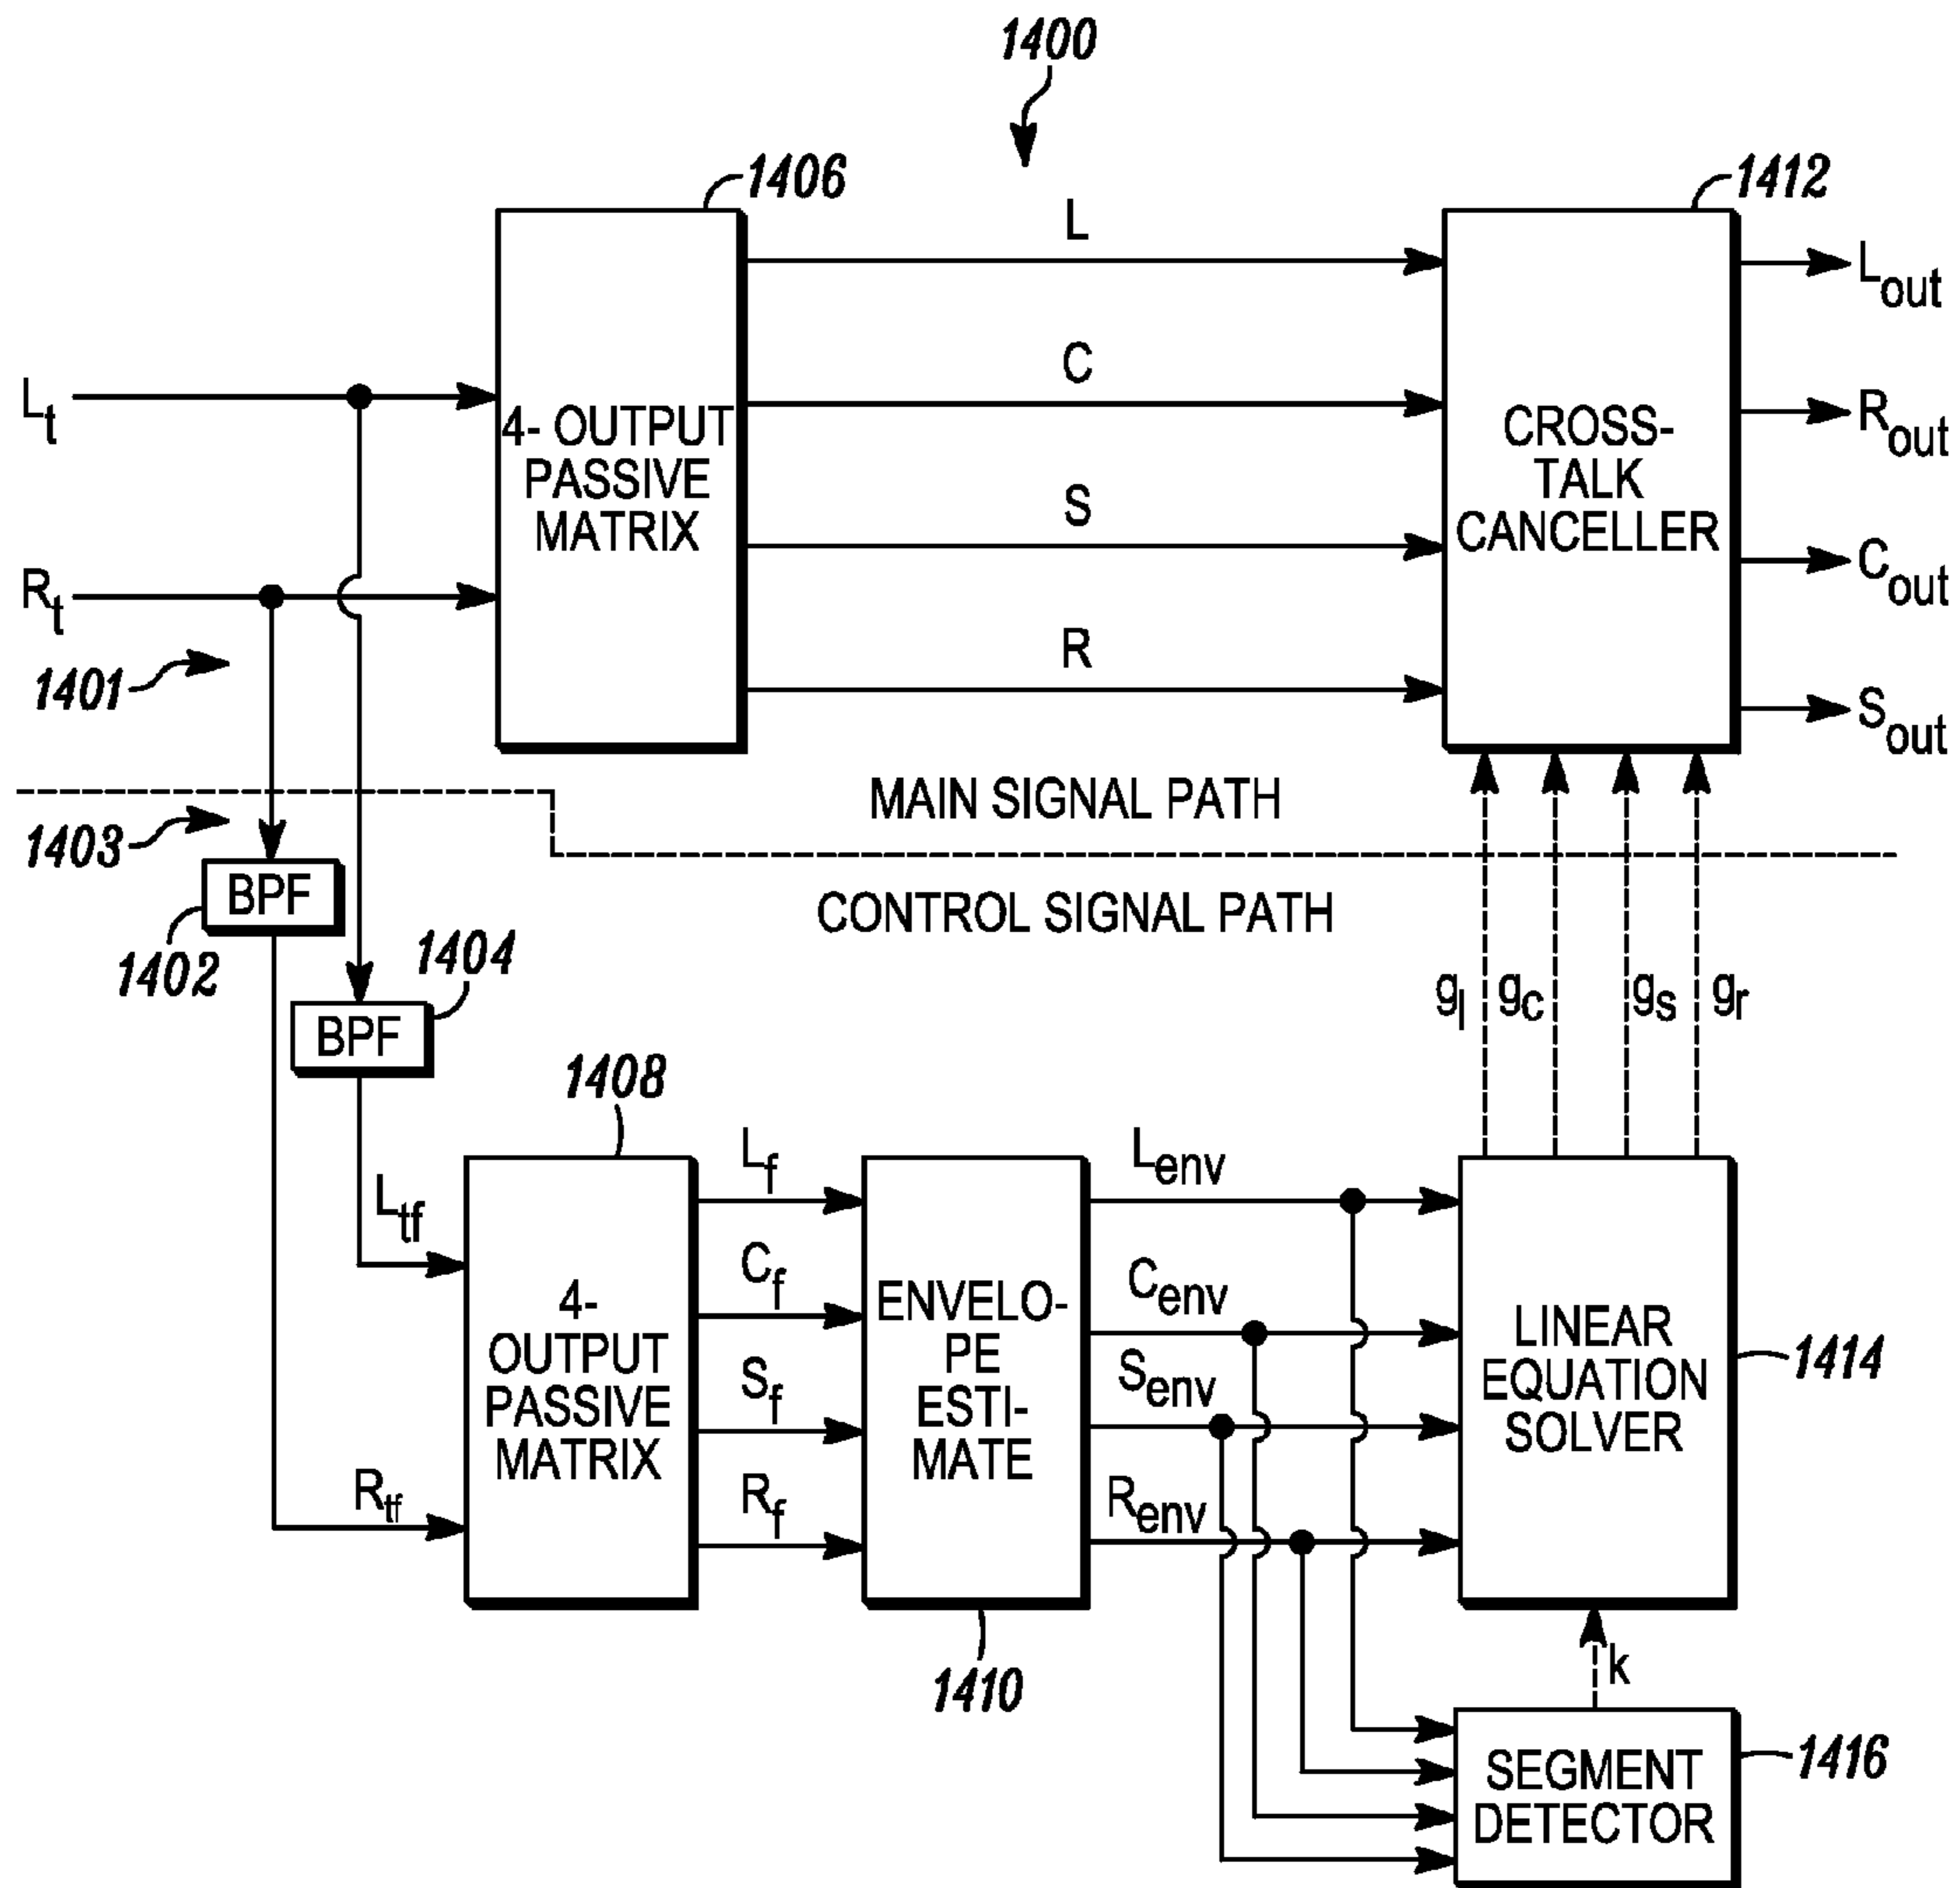 1400
1406
1412
L
L_out
C
L_t
4- OUTPUT
PASSIVE
MATRIX
CROSS-
TALK
CANCELLER
R_out
S
C_out
R_t
R
1401
S_out
MAIN SIGNAL PATH
1403
BPF
CONTROL SIGNAL PATH
1402
1404
BPF
g_l
g_c
g_s
g_r
1408
L_f
L_env
L_tf
C_f
C_env
4-
OUTPUT
PASSIVE
MATRIX
ENVELO-
PE
ESTI-
MATE
LINEAR
EQUATION
SOLVER
1414
S_f
S_env
R_tf
R_f
R_env
1410
k
SEGMENT
DETECTOR
1416